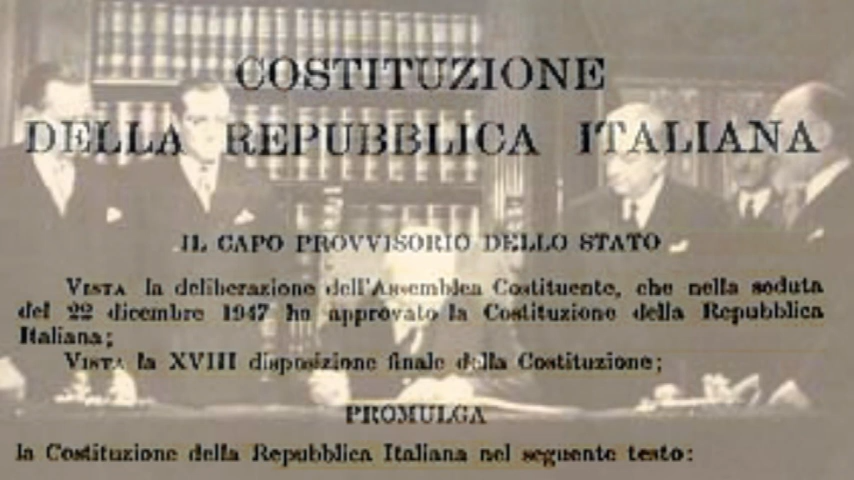 COSTITUZIONE
DELLA REPUBBLICA ITALIANA
IL CAPO PROVVISORIO DELLO STATO
VISTA la deliberazione dell'Assemblea Costituente, che nella seduta
del 22 dicembre 1947 ha approvato la Costituzione della Repubblica
Italiana;
VISTA la XVIII disposizione finale della Costituzione;
PROMULGA
la Costituzione della Repubblica Italiana nel seguente testo: